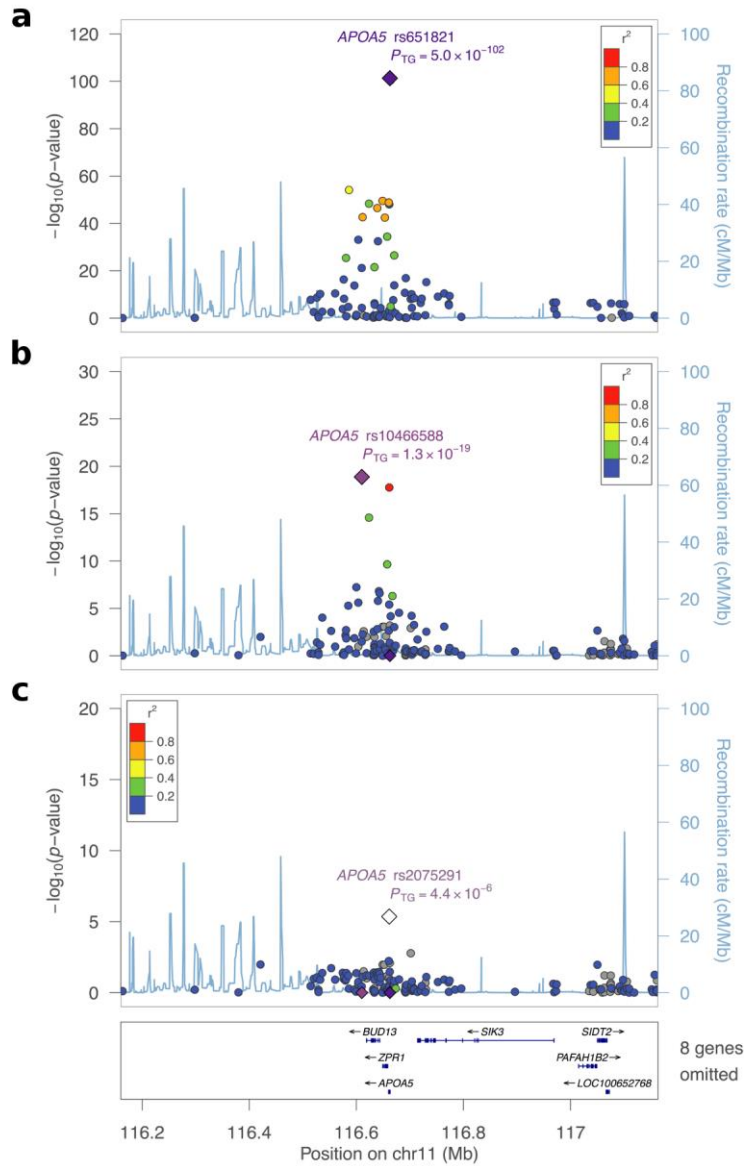 a
APOA5 rs651821
P_TG = 5.0 × 10⁻¹⁰²
r²
0.8
0.6
0.4
0.2
120
100
80
60
40
20
0
−log₁₀(p−value)
100
80
60
40
20
0
Recombination rate (cM/Mb)
b
APOA5 rs10466588
P_TG = 1.3 × 10⁻¹⁹
r²
0.8
0.6
0.4
0.2
30
25
20
15
10
5
0
−log₁₀(p−value)
100
80
60
40
20
0
Recombination rate (cM/Mb)
c
r²
0.8
0.6
0.4
0.2
APOA5 rs2075291
P_TG = 4.4 × 10⁻⁶
20
15
10
5
0
−log₁₀(p−value)
100
80
60
40
20
0
Recombination rate (cM/Mb)
←BUD13 ←SIK3 SIDT2→
←ZPR1 PAFAH1B2→
←APOA5 ←LOC100652768
8 genes
omitted
116.2 116.4 116.6 116.8 117
Position on chr11 (Mb)